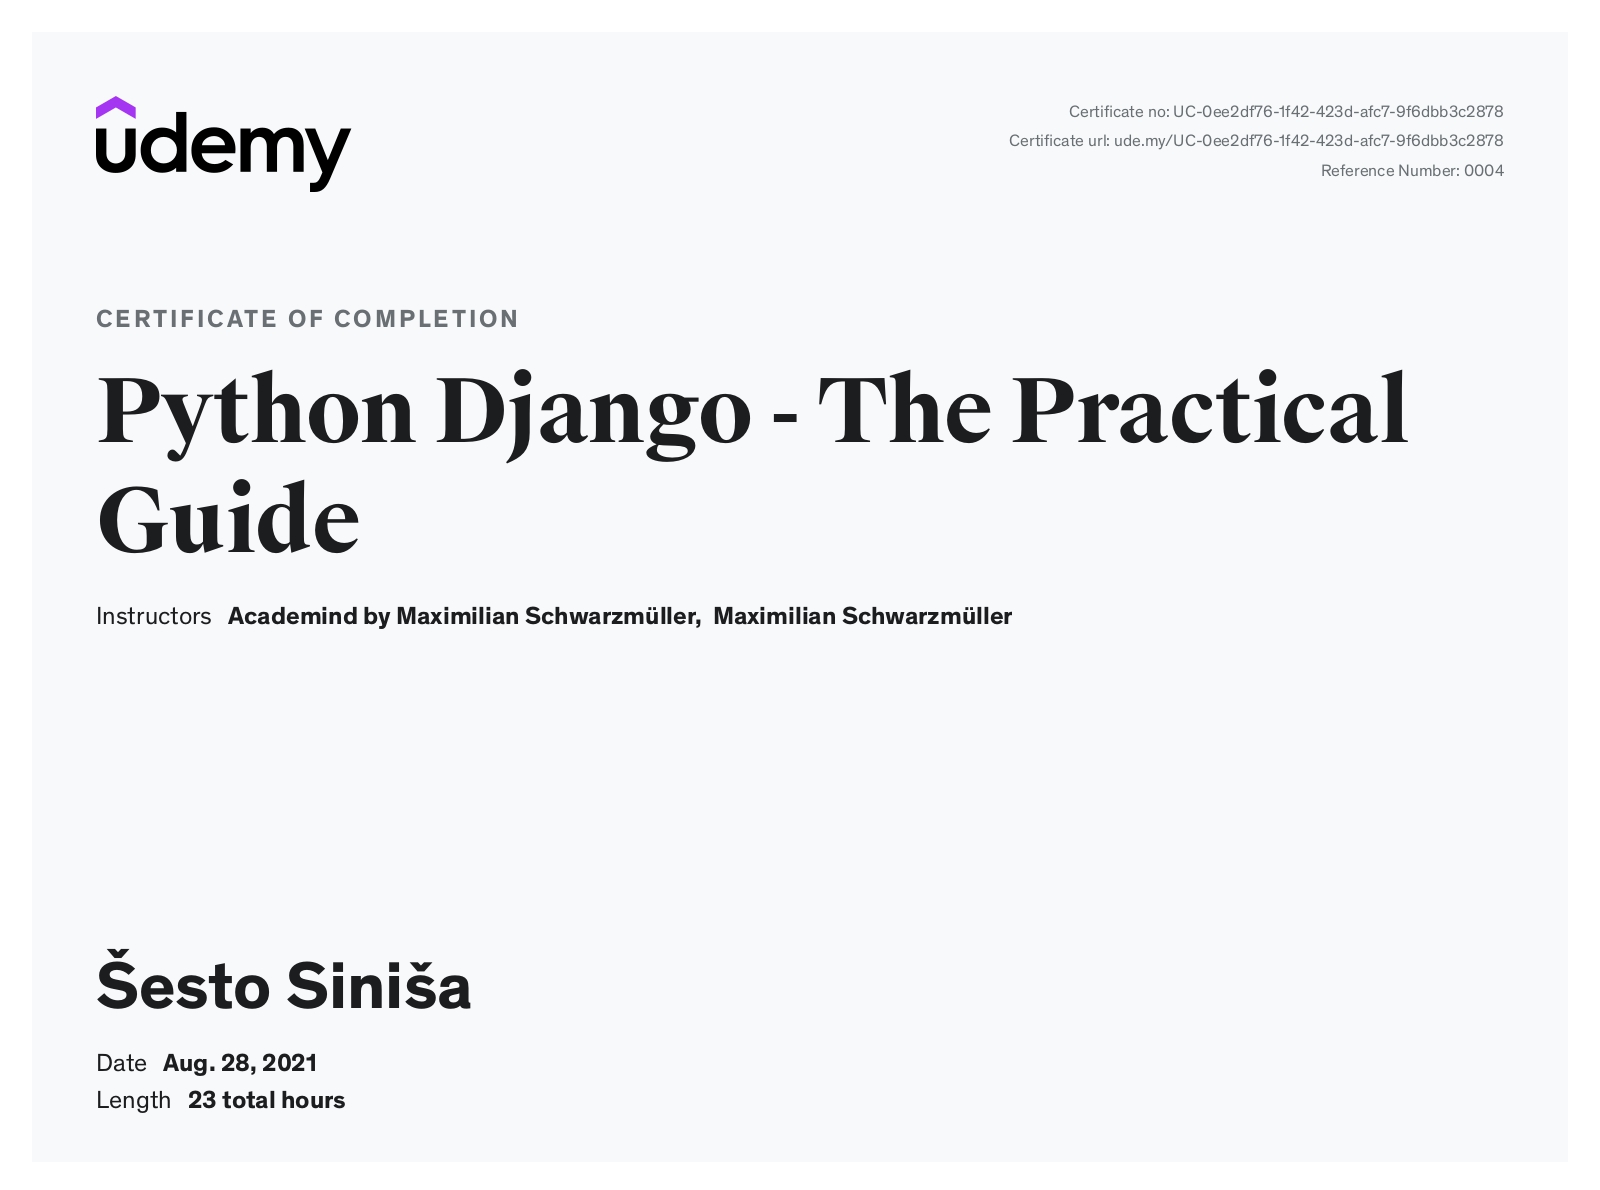 udemy
Certificate no: UC-0ee2df76-1f42-423d-afc7-9f6dbb3c2878
Certificate url: ude.my/UC-0ee2df76-1f42-423d-afc7-9f6dbb3c2878
Reference Number: 0004
CERTIFICATE OF COMPLETION
Python Django - The Practical
Guide
Instructors Academind by Maximilian Schwarzmüller, Maximilian Schwarzmüller
Šesto Siniša
Date Aug. 28, 2021
Length 23 total hours